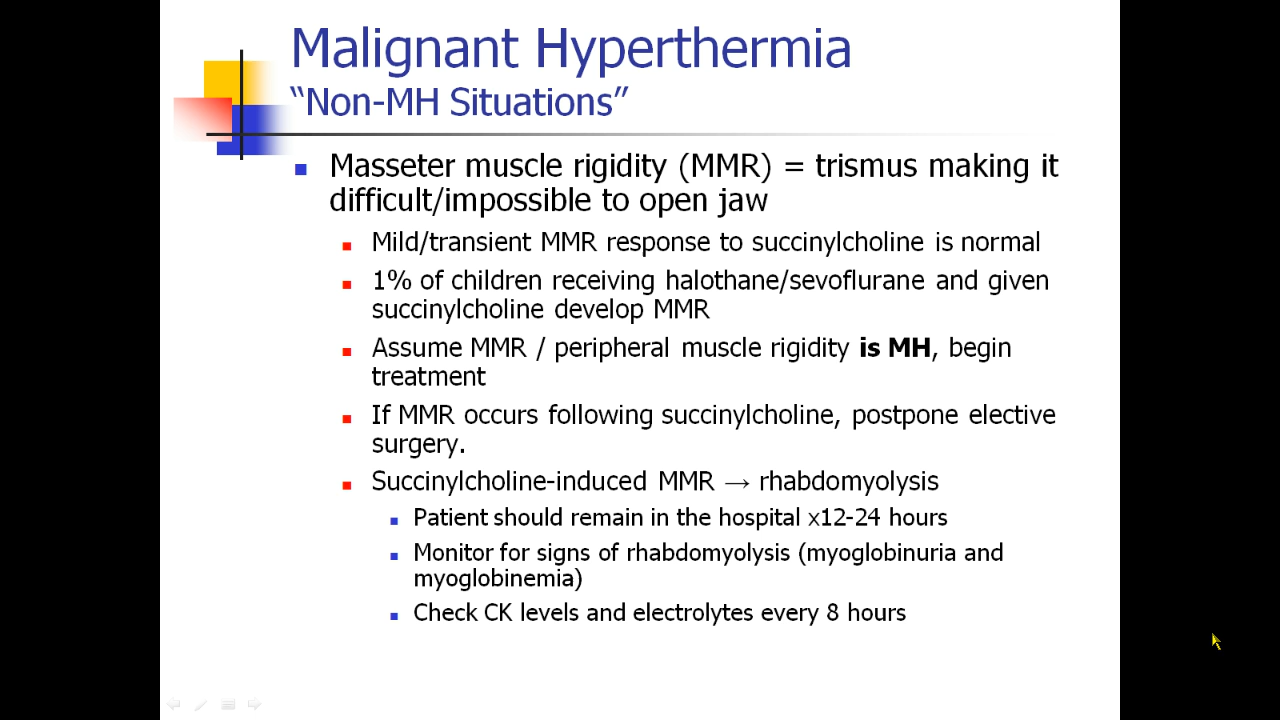 Malignant Hyperthermia
“Non-MH Situations”
Masseter muscle rigidity (MMR) = trismus making it
difficult/impossible to open jaw
Mild/transient MMR response to succinylcholine is normal
1% of children receiving halothane/sevoflurane and given
succinylcholine develop MMR
Assume MMR / peripheral muscle rigidity is MH, begin
treatment
If MMR occurs following succinylcholine, postpone elective
surgery.
Succinylcholine-induced MMR → rhabdomyolysis
Patient should remain in the hospital x12-24 hours
Monitor for signs of rhabdomyolysis (myoglobinuria and
myoglobinemia)
Check CK levels and electrolytes every 8 hours